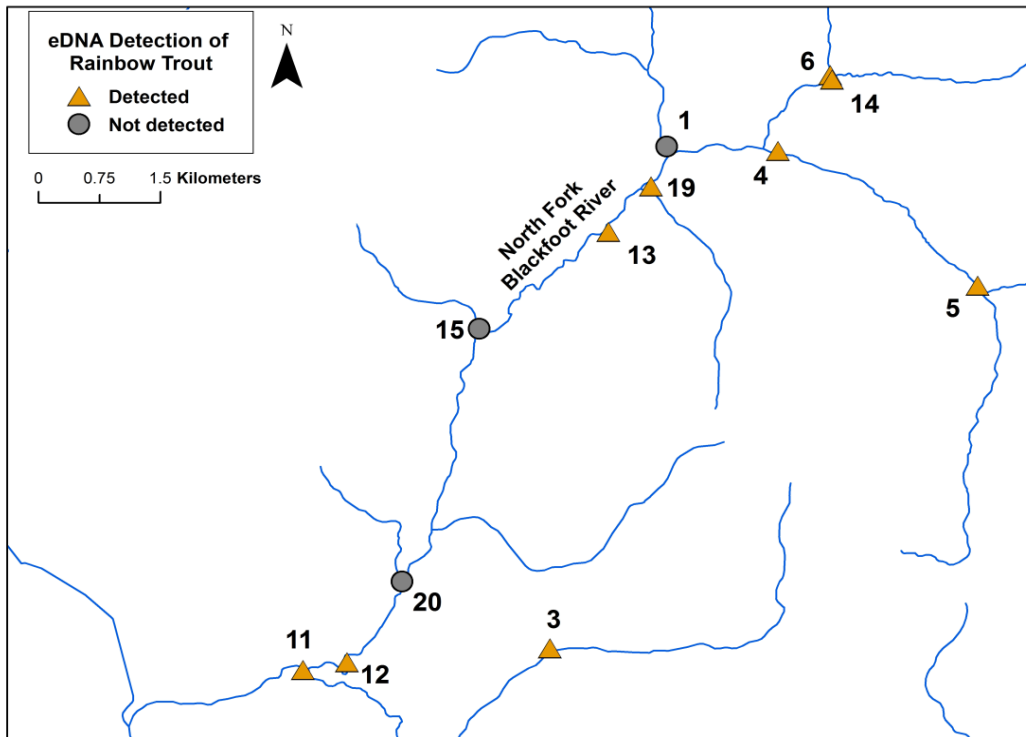 eDNA Detection of
Rainbow Trout
Detected
Not detected
0 0.75 1.5 Kilometers
N
6
14
1
4
19
North Fork
Blackfoot River
13
5
15
20
3
11
12